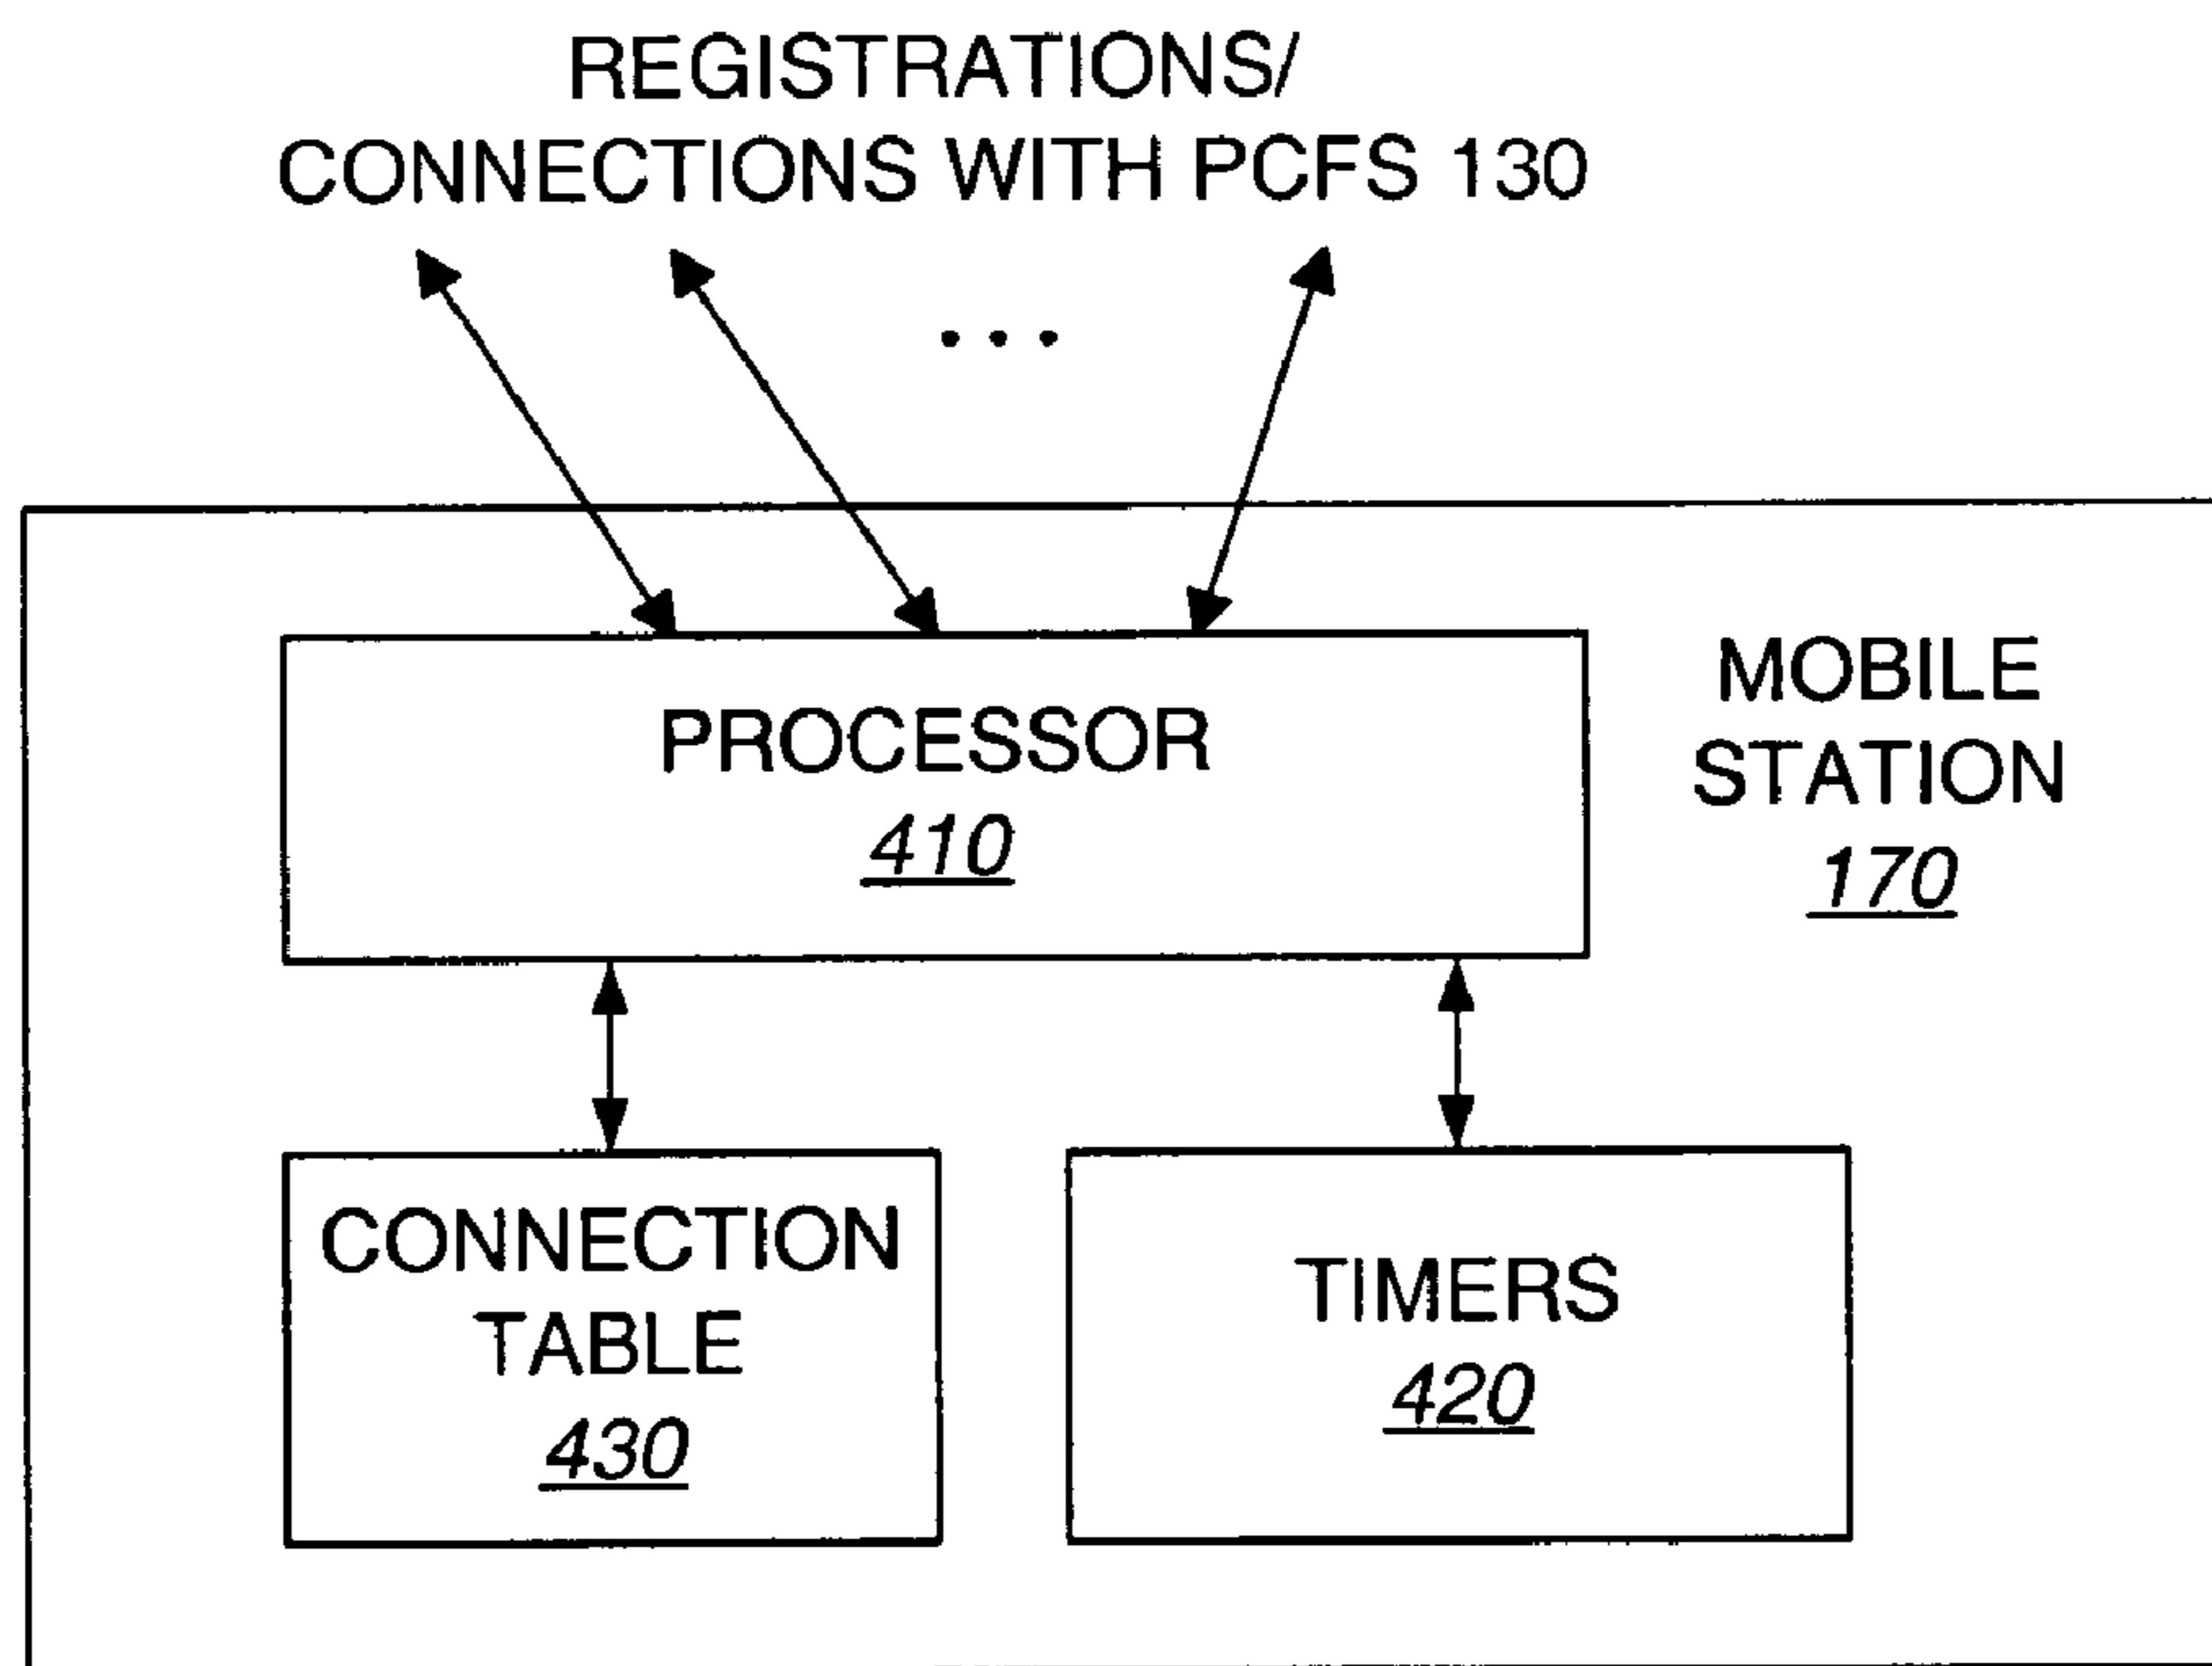 REGISTRATIONS/
CONNECTIONS WITH PCFS 130
PROCESSOR
410
MOBILE
STATION
170
CONNECTION
TABLE
430
TIMERS
420